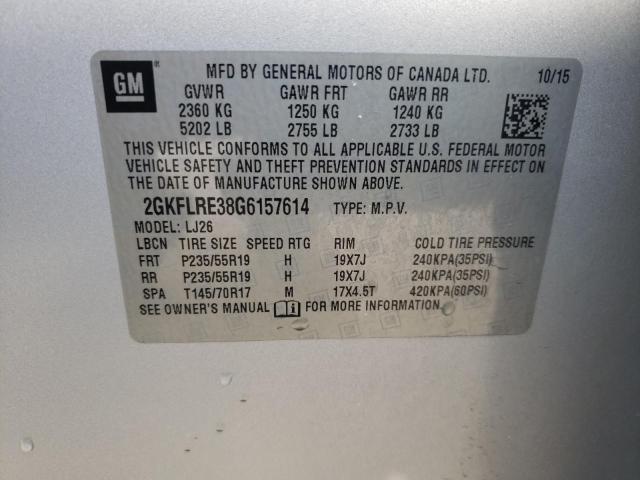 GM
MFD BY GENERAL MOTORS OF CANADA LTD. 10/15
GVWR GAWR FRT GAWR RR
2360 KG 1250 KG 1240 KG
5202 LB 2755 LB 2733 LB
THIS VEHICLE CONFORMS TO ALL APPLICABLE U.S. FEDERAL MOTOR
VEHICLE SAFETY AND THEFT PREVENTION STANDARDS IN EFFECT ON
THE DATE OF MANUFACTURE SHOWN ABOVE.
2GKFLRE38G6157614 TYPE: M.P.V.
MODEL: LJ26
LBCN TIRE SIZE SPEED RTG RIM COLD TIRE PRESSURE
FRT P235/55R19 H 19X7J 240KPA(35PSI)
RR P235/55R19 H 19X7J 240KPA(35PSI)
SPA T145/70R17 M 17X4.5T 420KPA(60PSI)
SEE OWNER'S MANUAL FOR MORE INFORMATION.